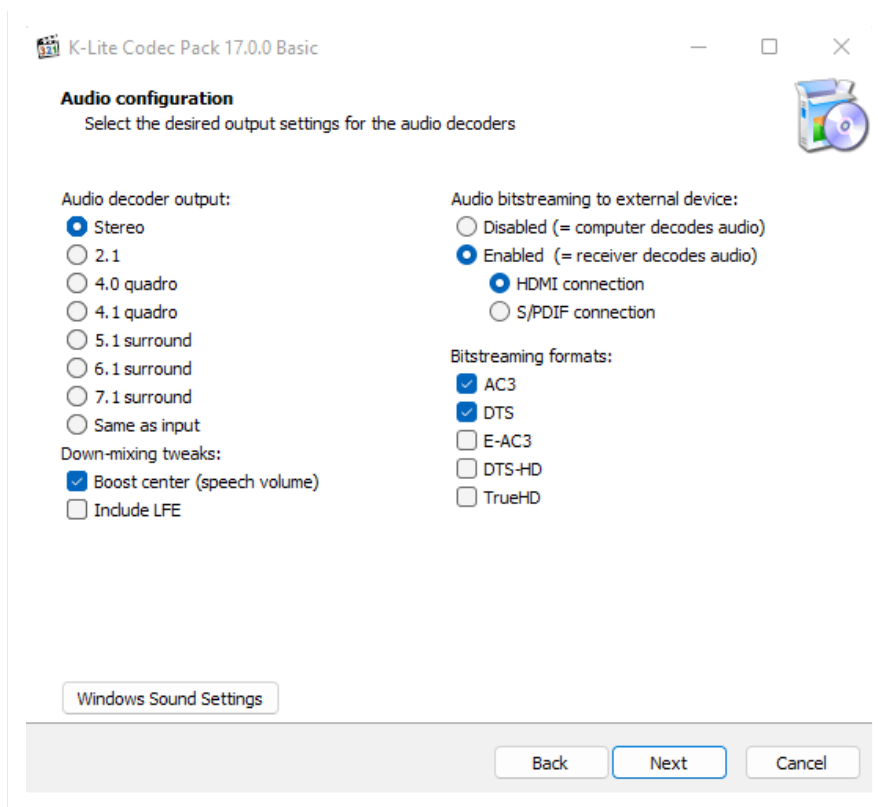 K-Lite Codec Pack 17.0.0 Basic
Audio configuration
Select the desired output settings for the audio decoders
Audio decoder output:
Stereo
2.1
4.0 quadro
4.1 quadro
5.1 surround
6.1 surround
7.1 surround
Same as input
Down-mixing tweaks:
Boost center (speech volume)
Include LFE
Audio bitstreaming to external device:
Disabled (= computer decodes audio)
Enabled (= receiver decodes audio)
HDMI connection
S/PDIF connection
Bitstreaming formats:
AC3
DTS
E-AC3
DTS-HD
TrueHD
Windows Sound Settings
Back
Next
Cancel